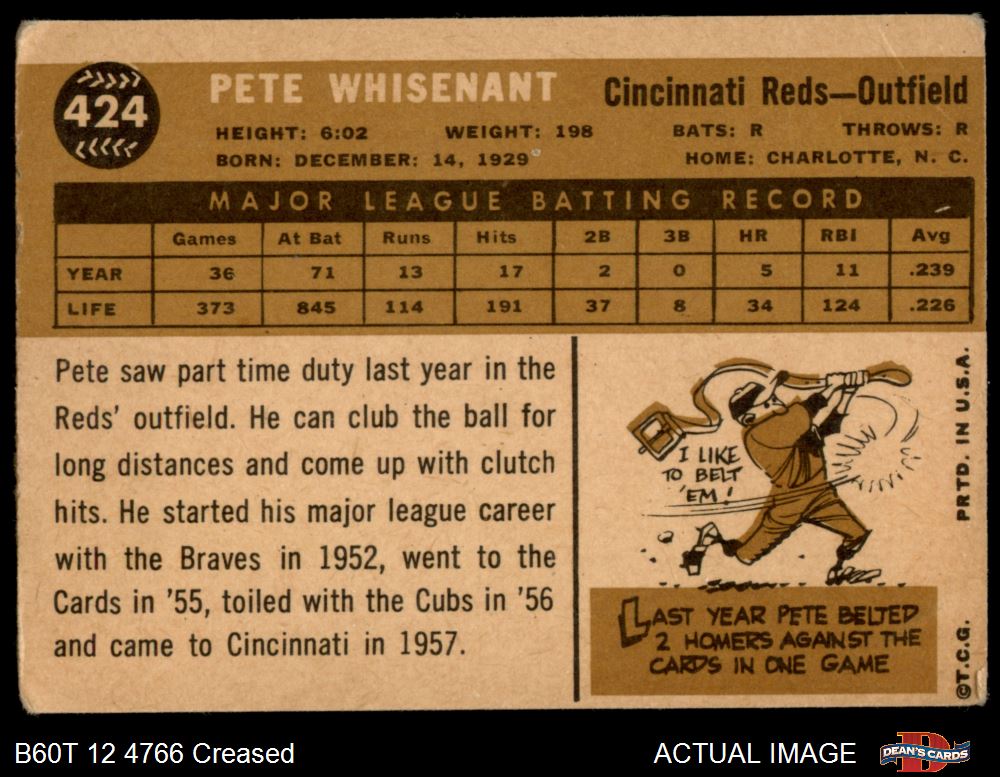 424
PETE WHISENANT
Cincinnati Reds—Outfield
HEIGHT: 6:02 WEIGHT: 198 BATS: R THROWS: R
BORN: DECEMBER: 14, 1929 HOME: CHARLOTTE, N. C.
MAJOR LEAGUE BATTING RECORD
Games At Bat Runs Hits 2B 3B HR RBI Avg
YEAR 36 71 13 17 2 0 5 11 .239
LIFE 373 845 114 191 37 8 34 124 .226
Pete saw part time duty last year in the
Reds' outfield. He can club the ball for
long distances and come up with clutch
hits. He started his major league career
with the Braves in 1952, went to the
Cards in '55, toiled with the Cubs in '56
and came to Cincinnati in 1957.
I LIKE
TO BELT
'EM!
LAST YEAR PETE BELTED
2 HOMERS AGAINST THE
CARDS IN ONE GAME
©T.C.G. PRTD. IN U.S.A.
B60T 12 4766 Creased
ACTUAL IMAGE
DEAN'S CARDS